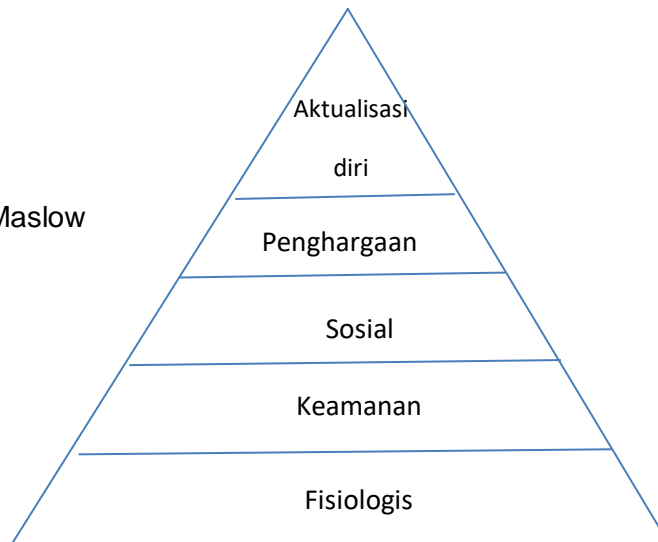 Aktualisasi
diri
Maslow
Penghargaan
Sosial
Keamanan
Fisiologis